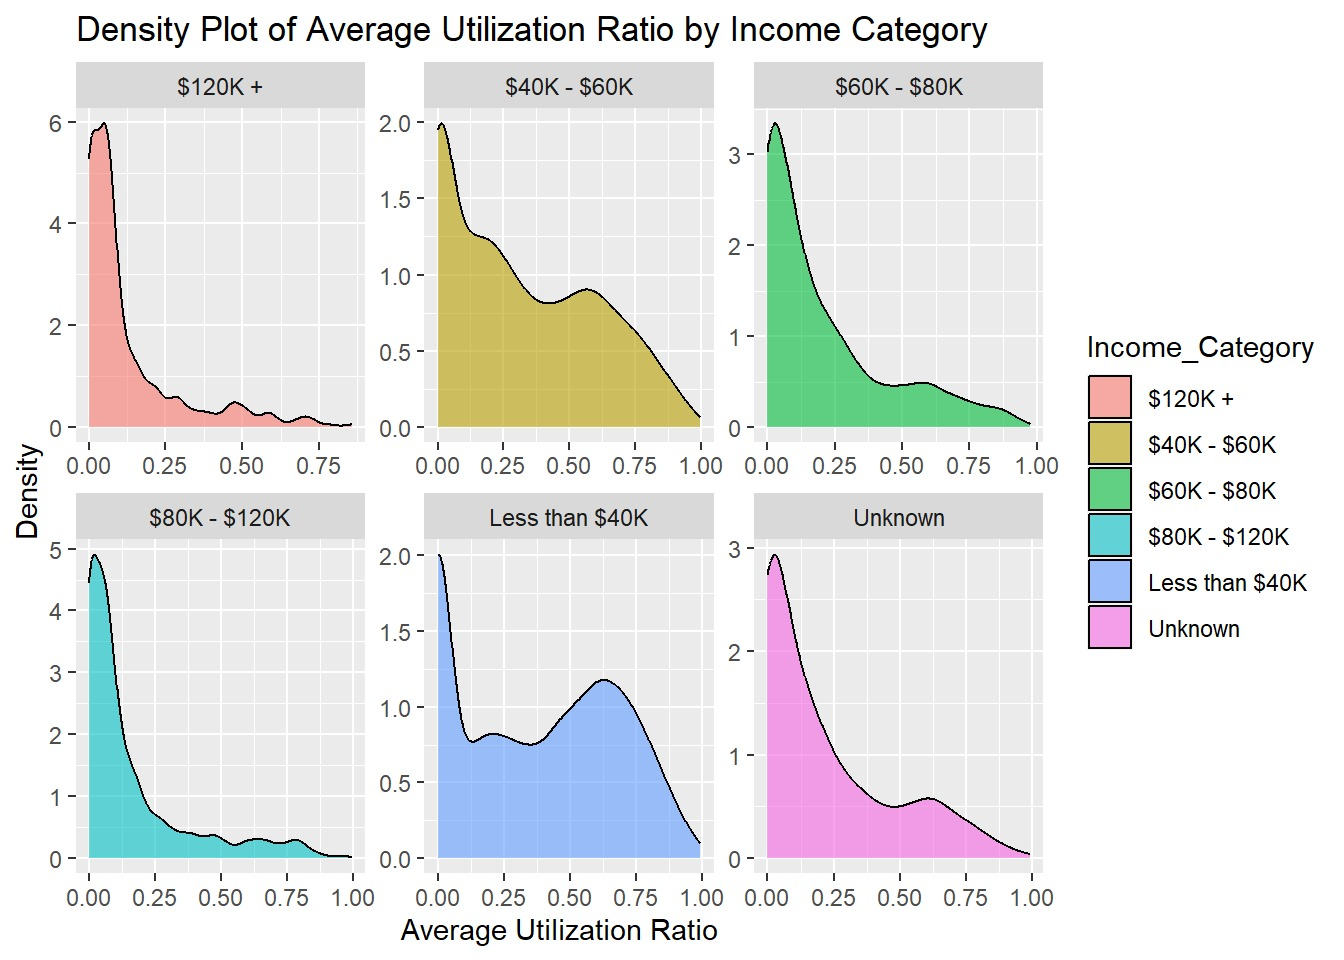 Density Plot of Average Utilization Ratio by Income Category
$120K +
$40K - $60K
$60K - $80K
6
4
2
0
2.0
1.5
1.0
0.5
0.0
3
2
1
0
0.00 0.25 0.50 0.75
0.00 0.25 0.50 0.75 1.00
0.00 0.25 0.50 0.75 1.00
$80K - $120K
Less than $40K
Unknown
5
4
3
2
1
0
2.0
1.5
1.0
0.5
0.0
3
2
1
0
0.00 0.25 0.50 0.75 1.00
0.00 0.25 0.50 0.75 1.00
0.00 0.25 0.50 0.75 1.00
Density
Average Utilization Ratio
Income_Category
$120K +
$40K - $60K
$60K - $80K
$80K - $120K
Less than $40K
Unknown